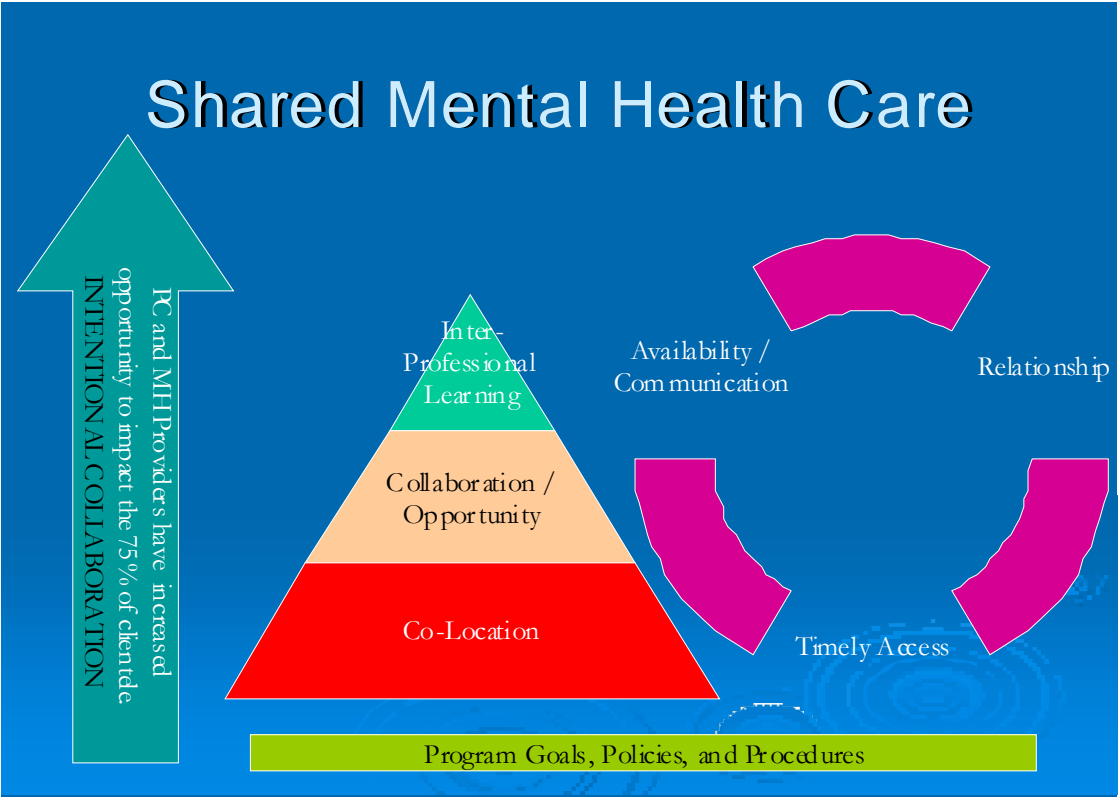 Shared Mental Health Care
PC and MH Providers have increased
opportunity to impact the 75% of clientele.
INTENTIONAL COLLABORATION
Inter-
Professional
Learning
Collaboration /
Opportunity
Co-Location
Availability /
Communication
Relationship
Timely Access
Program Goals, Policies, and Procedures